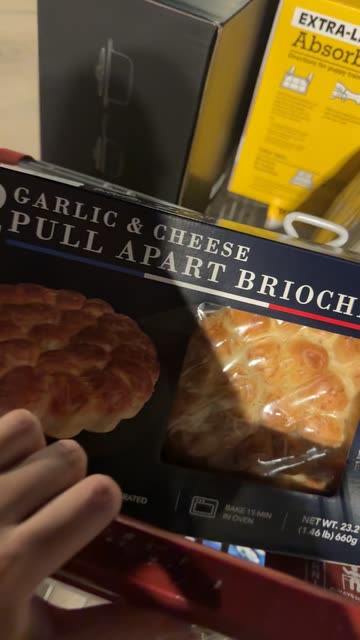 EXTRA-L
Absorb
GARLIC & CHEESE
PULL APART BRIOCH
BAKE 15 MIN
IN OVEN
NET WT. 23.2
(1.46 lb) 660g